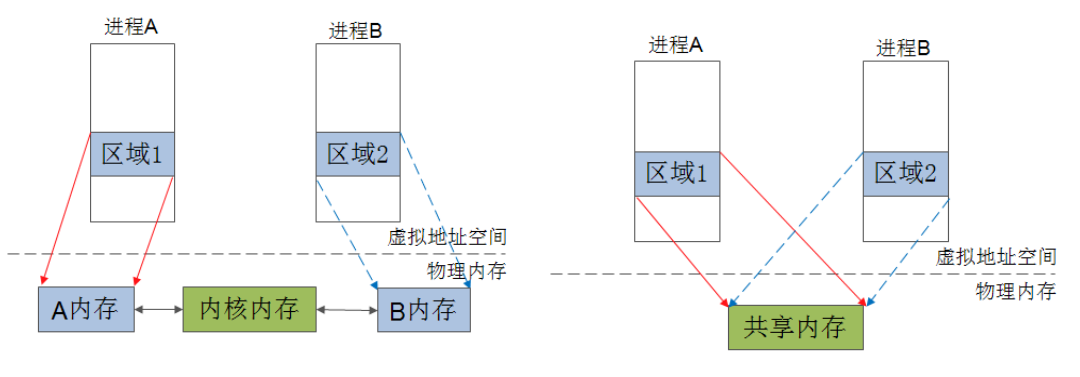 进程A
进程B
区域1
区域2
虚拟地址空间
物理内存
A内存
内核内存
B内存
进程A
进程B
区域1
区域2
虚拟地址空间
物理内存
共享内存